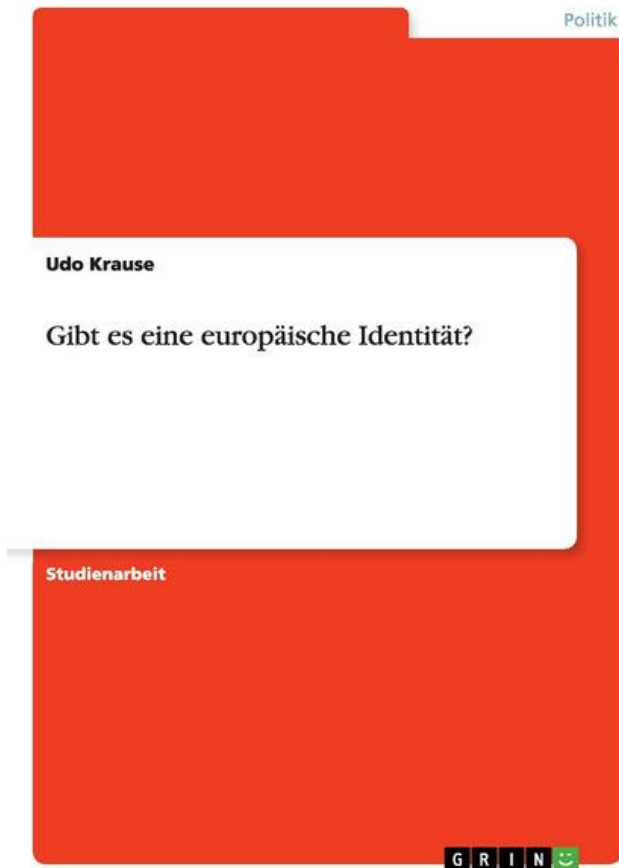 Politik
Udo Krause
Gibt es eine europäische Identität?
Studienarbeit
GRIN